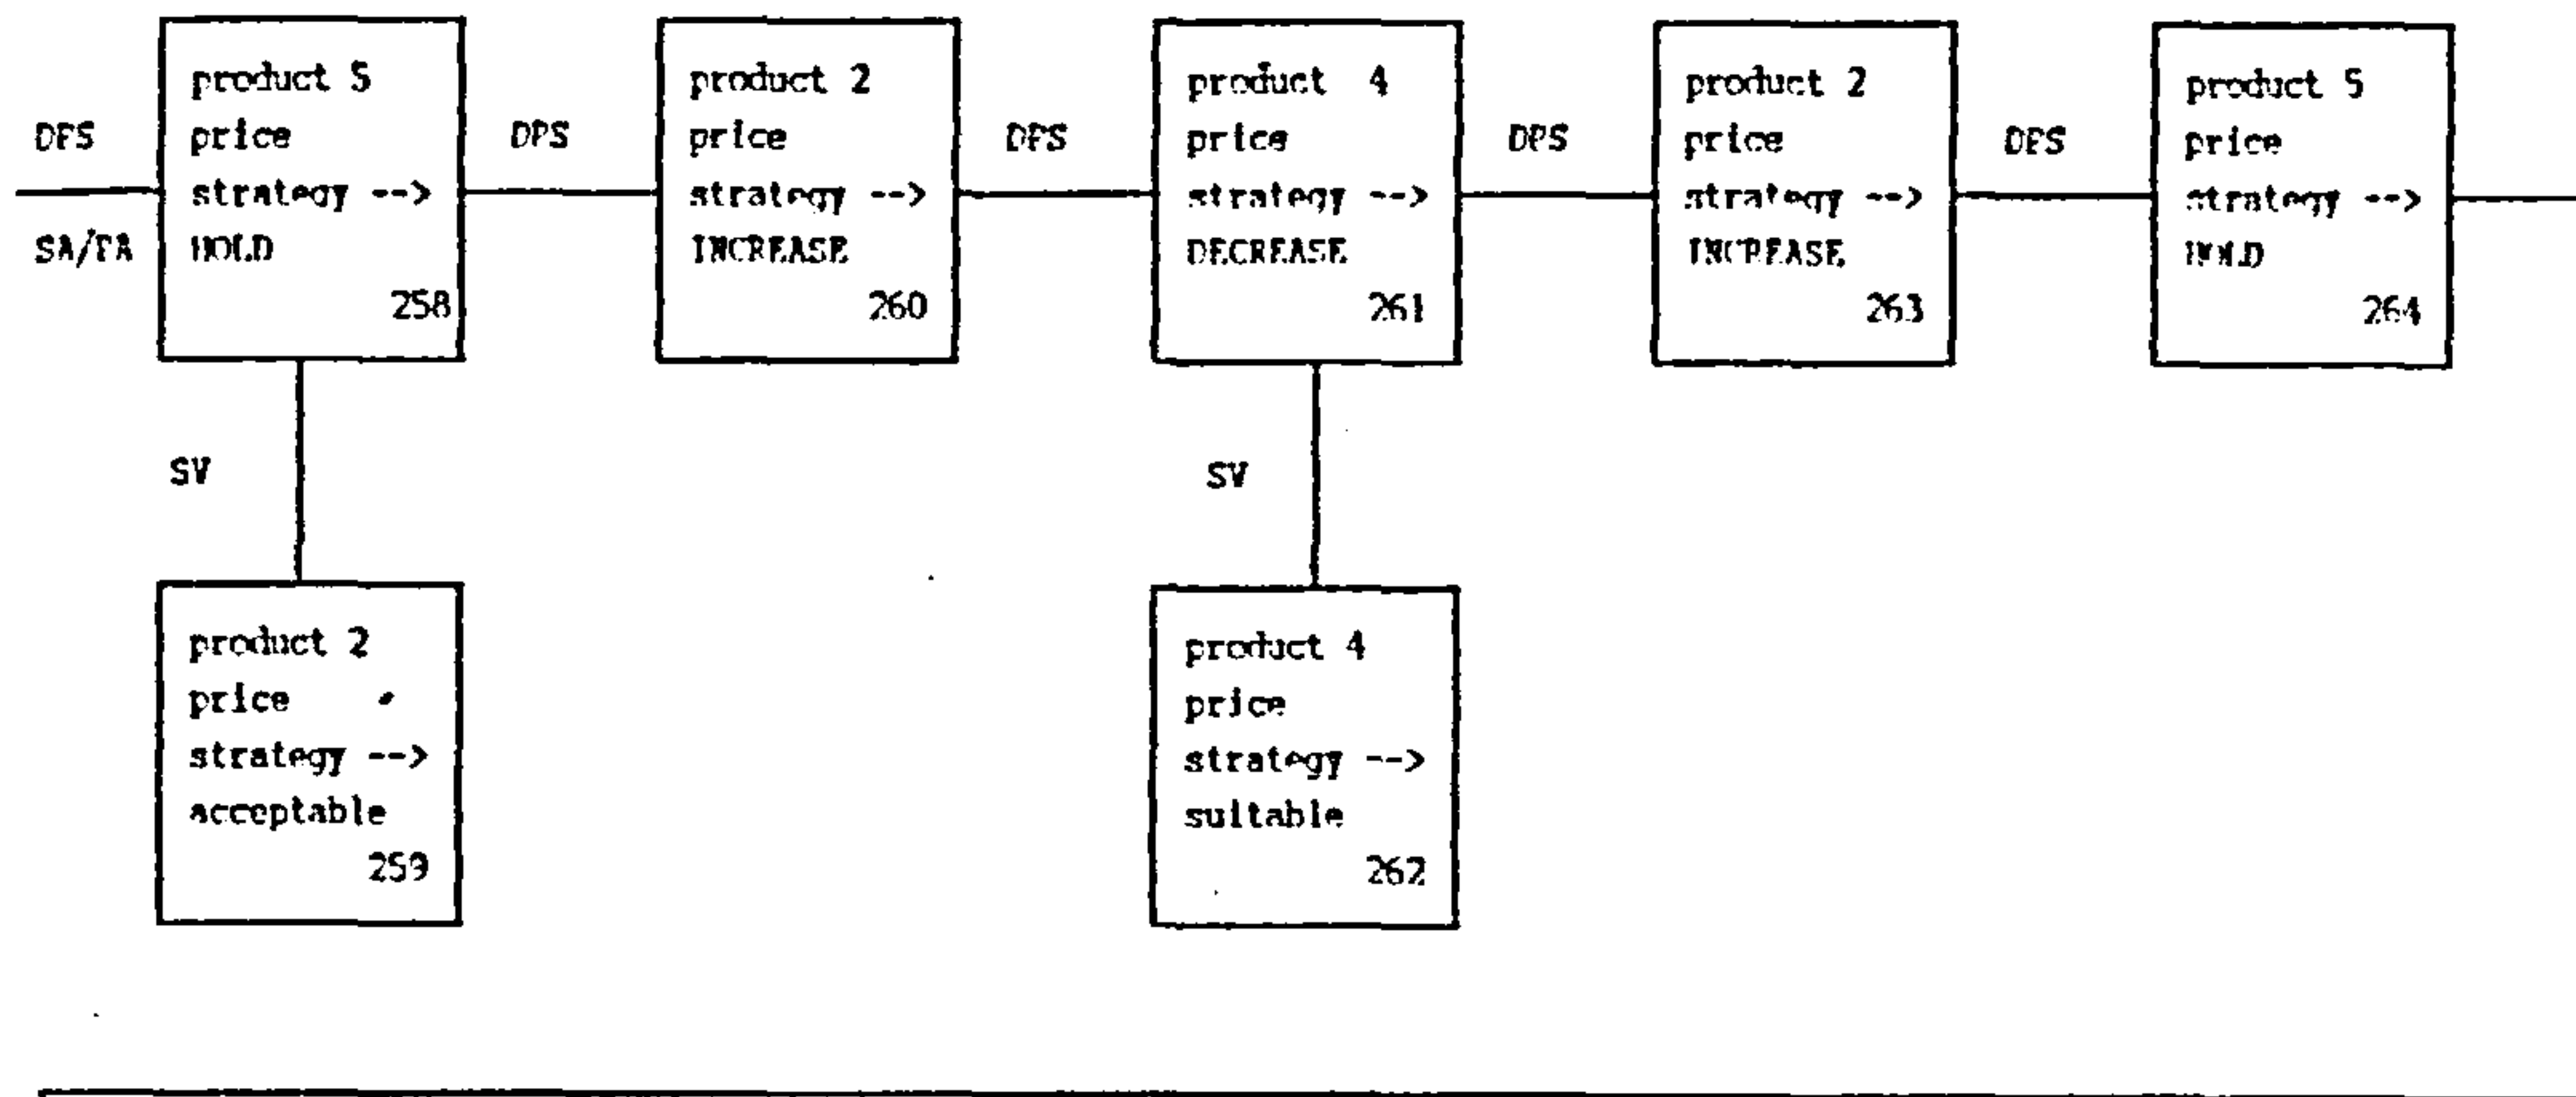 DPS
SA/PA
product 5
price
strategy -->
HOLD
258
DPS
product 2
price
strategy -->
INCREASE
260
DPS
product 4
price
strategy -->
DECREASE
261
DPS
product 2
price
strategy -->
INCREASE
263
DPS
product 5
price
strategy -->
HOLD
264
SV
product 2
price
strategy -->
acceptable
259
SV
product 4
price
strategy -->
suitable
262